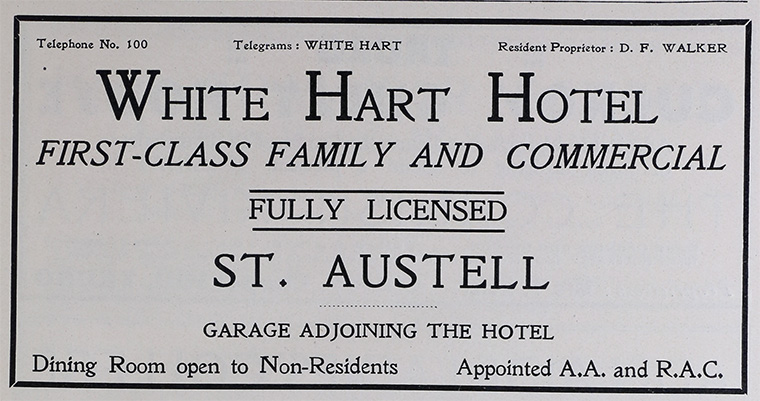 Telephone No. 100 Telegrams: WHITE HART Resident Proprietor: D. F. WALKER
WHITE HART HOTEL
FIRST-CLASS FAMILY AND COMMERCIAL
FULLY LICENSED
ST. AUSTELL
GARAGE ADJOINING THE HOTEL
Dining Room open to Non-Residents Appointed A.A. and R.A.C.